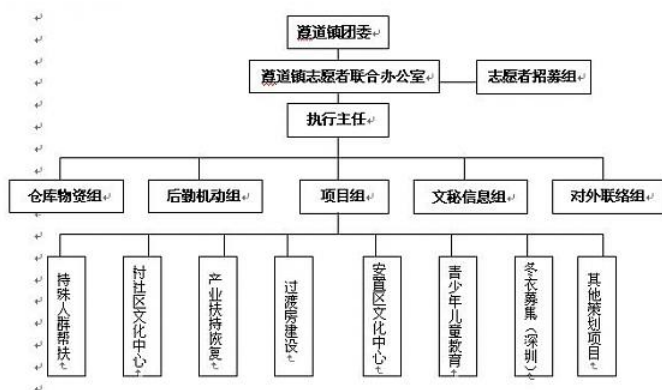 遵道镇团委
遵道镇志愿者联合办公室
志愿者招募组
执行主任
仓库物资组
后勤机动组
项目组
文秘信息组
对外联络组
持殊人群帮扶
村社区文化中心
产业扶持恢复
过渡房建设
安置区文化中心
青少年儿童教育
冬衣募集（深圳）
其他策划项目